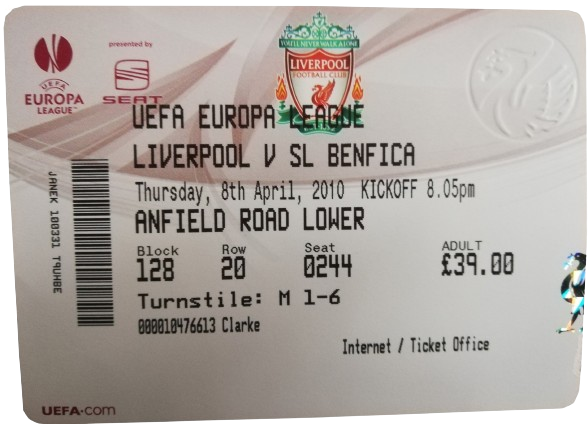 presented by
UEFA
EUROPA
LEAGUE™
SEAT
YOU'LL NEVER WALK ALONE
LIVERPOOL
FOOTBALL CLUB
UEFA EUROPA LEAGUE
LIVERPOOL V SL BENFICA
Thursday, 8th April, 2010 KICKOFF 8.05pm
ANFIELD ROAD LOWER
Block Row Seat ADULT
128 20 0244 £39.00
Turnstile: M 1-6
000010476613 Clarke
Internet / Ticket Office
JANEK 100331 T9UHBE
UEFA.com